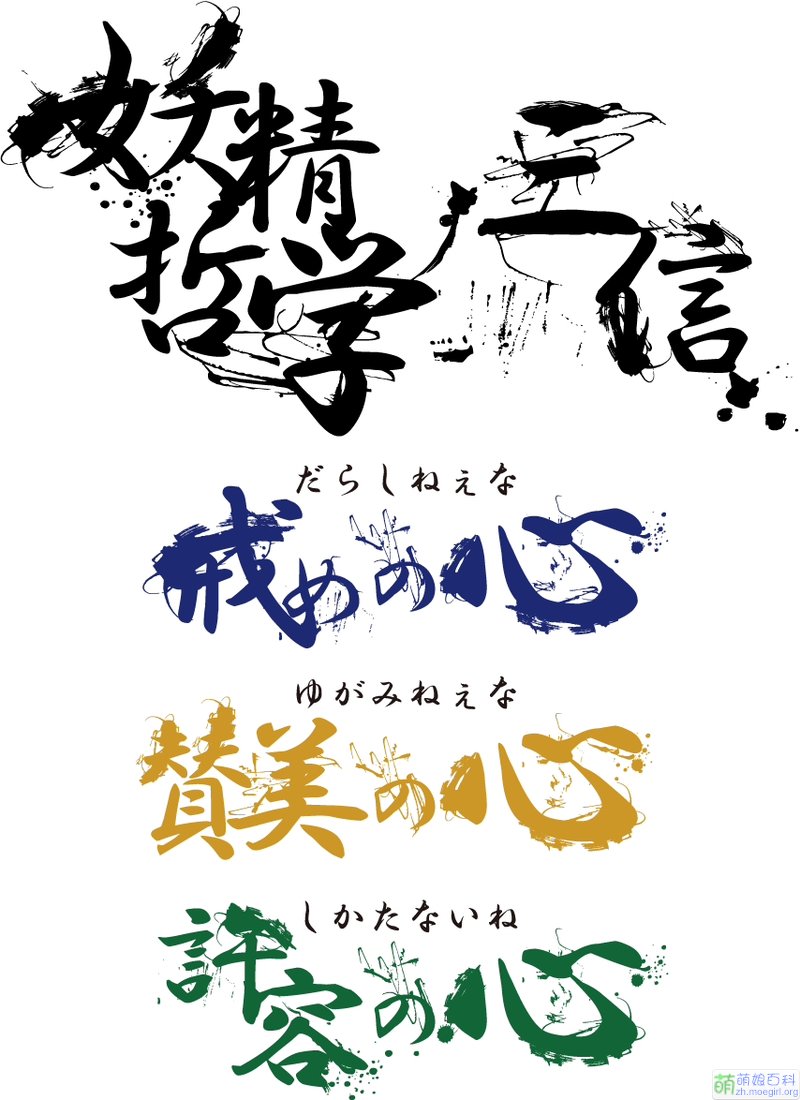 妖精
哲学ノ三
信
だらしねぇな
戒めの心
ゆがみねぇな
賛美の心
しかたないね
許容の心
萌 萌娘百科
zh.moegirl.org